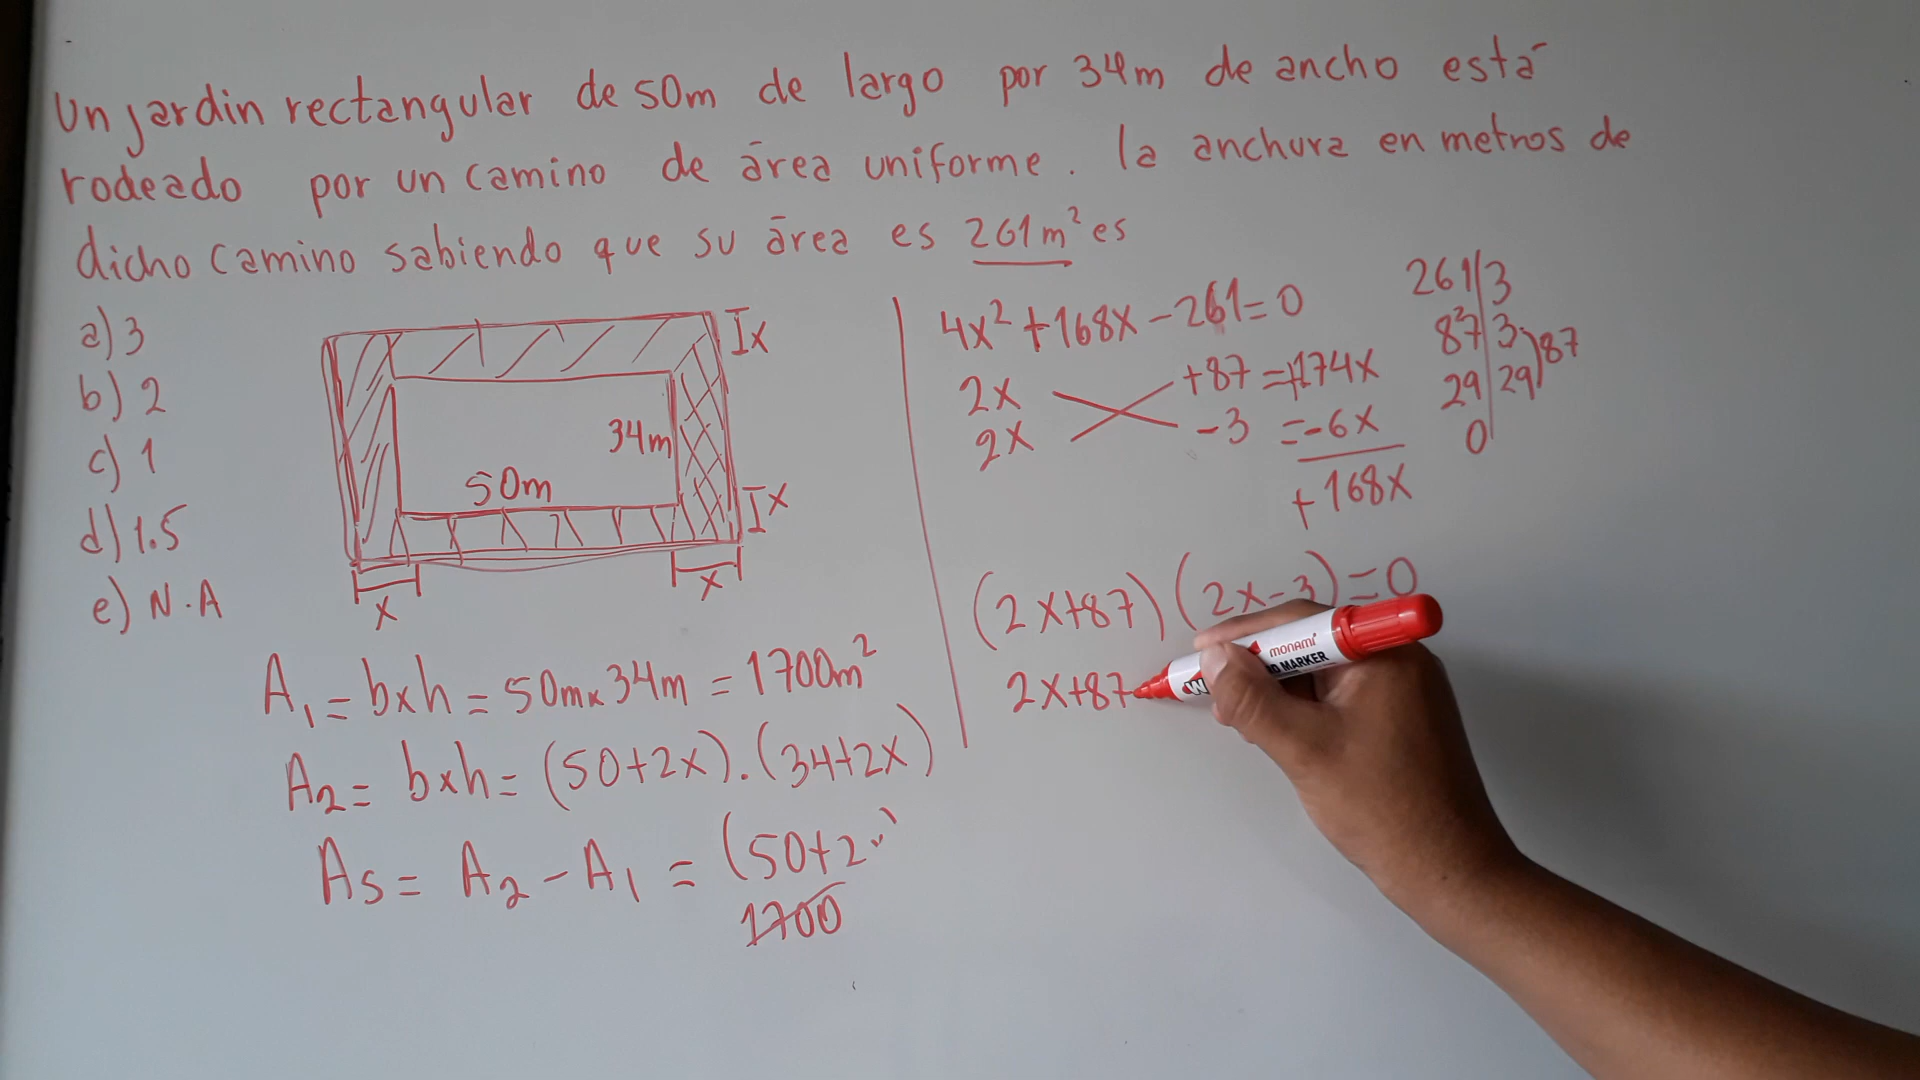 Un jardin rectangular de 50m de largo por 34m de ancho está
rodeado por un camino de área uniforme. la anchura en metros de
dicho camino sabiendo que su área es 261m² es
a) 3
b) 2
c) 1
d) 1.5
e) N.A
x
34m
50m
x
x
x
A₁ = bxh = 50mx34m = 1700m²
A₂ = bxh = (50+2x).(34+2x)
As = A₂ - A₁ = (50+2
1700
4x² + 168x - 261 = 0
2x +87 = +174x
2x -3 = -6x
+168x
261 3
87 3
29 29
0
87
(2x+87)(2x-3)=0
2x+87
monami
MARKER